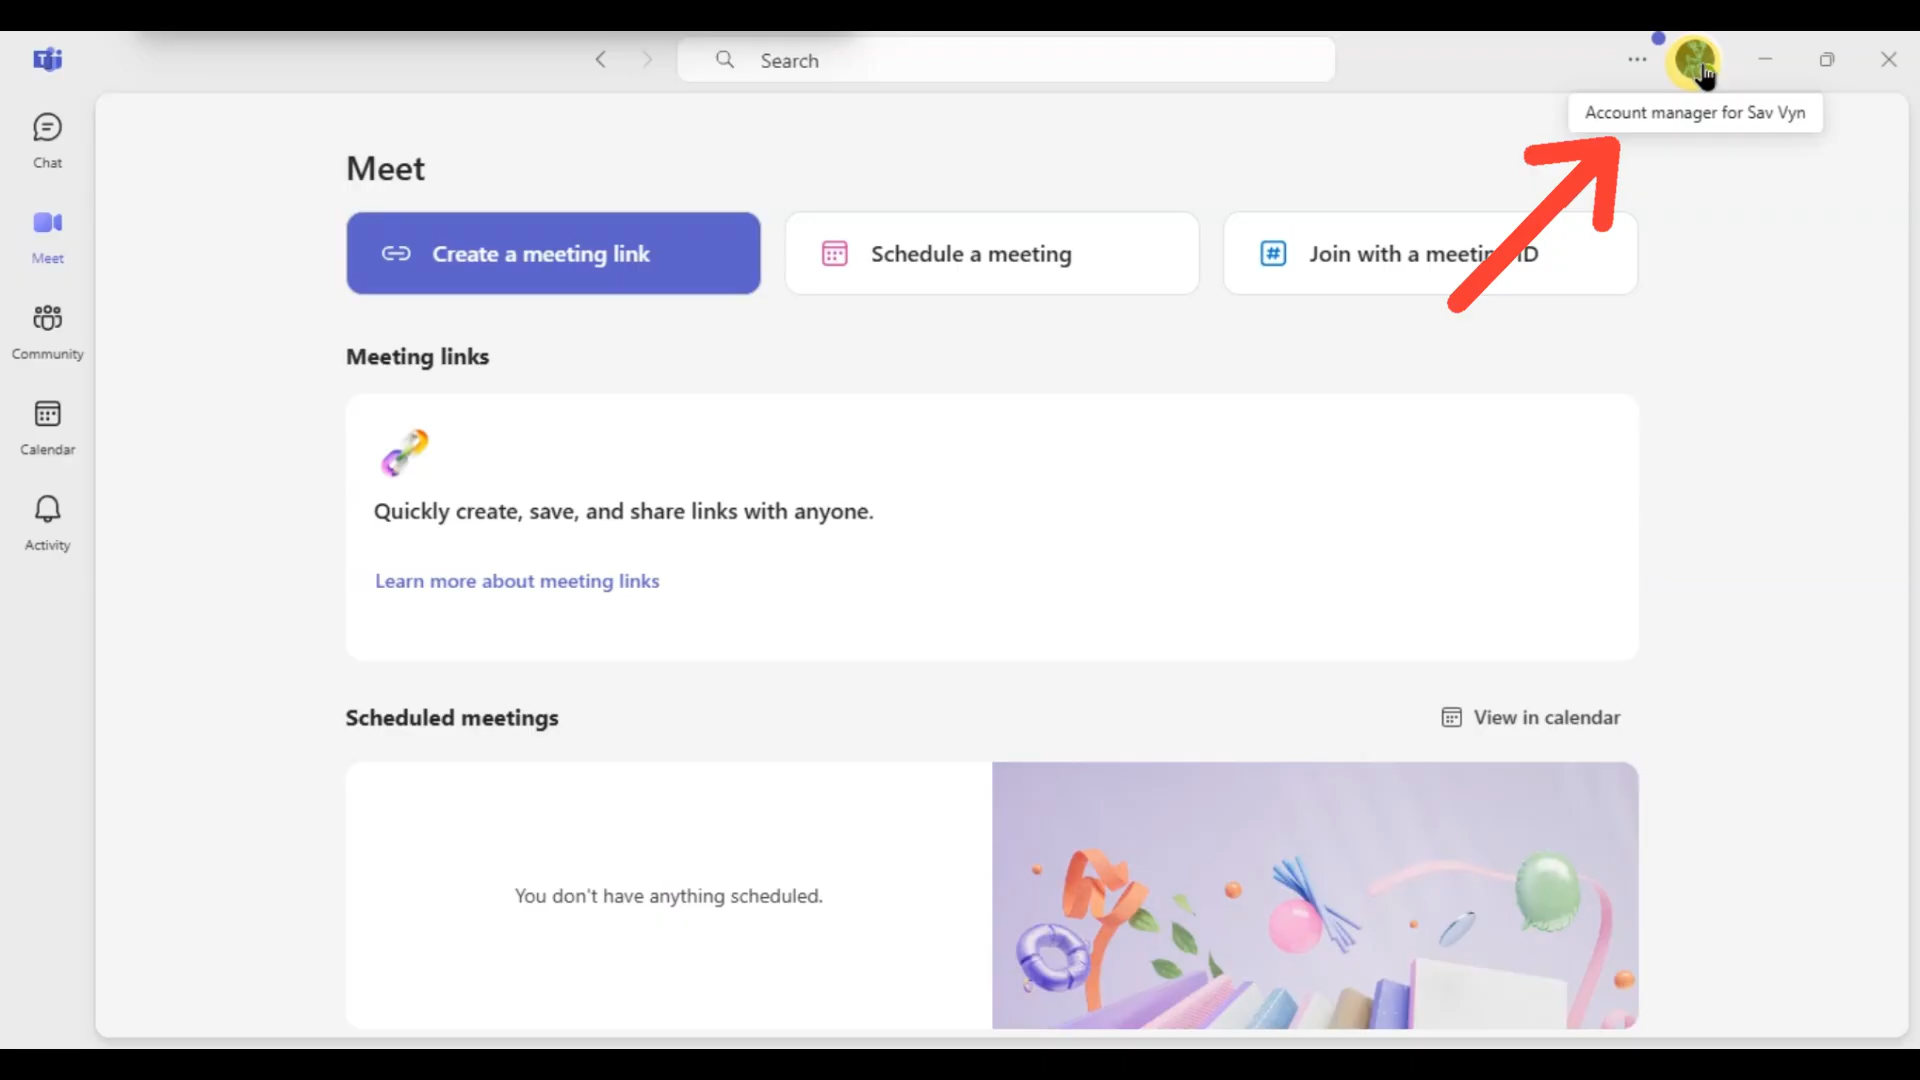 Search
Account manager for Sav Vyn
Chat
Meet
Community
Calendar
Activity
Meet
Create a meeting link
Schedule a meeting
Join with a meeting ID
Meeting links
Quickly create, save, and share links with anyone.
Learn more about meeting links
Scheduled meetings
View in calendar
You don't have anything scheduled.